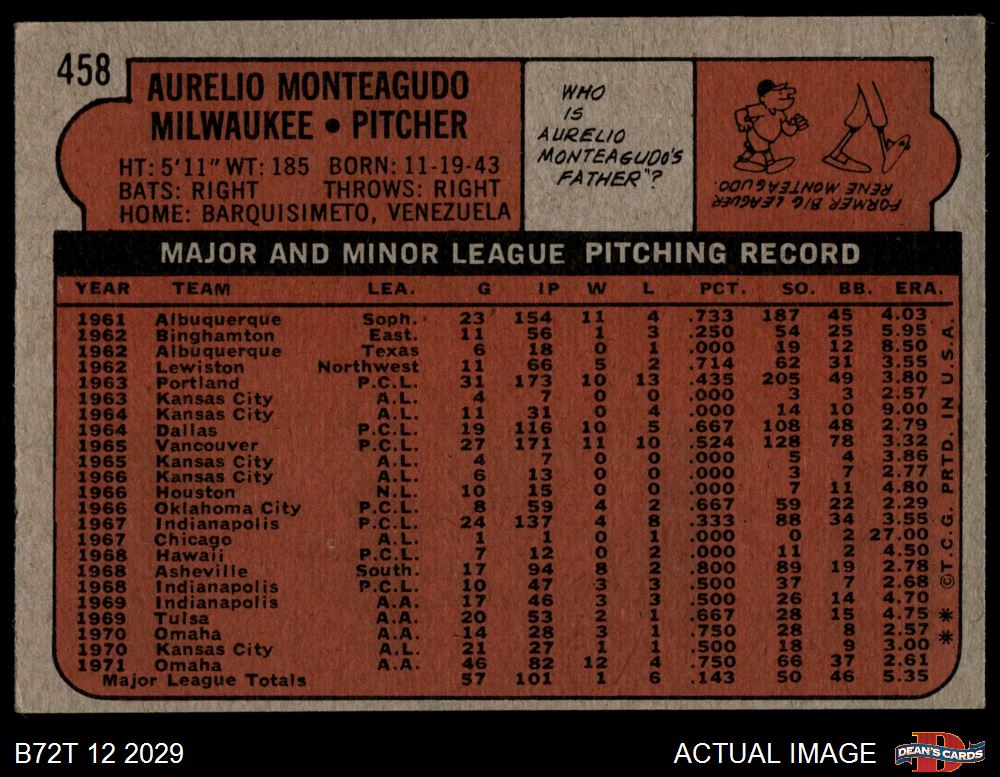 458
AURELIO MONTEAGUDO
MILWAUKEE • PITCHER
HT: 5'11" WT: 185 BORN: 11-19-43
BATS: RIGHT THROWS: RIGHT
HOME: BARQUISIMETO, VENEZUELA
WHO
IS
AURELIO
MONTEAGUDO'S
FATHER"?
FORMER BIG LEAGUER
RENE MONTEAGUDO.
MAJOR AND MINOR LEAGUE PITCHING RECORD
YEAR TEAM LEA. G IP W L PCT. SO. BB. ERA.
1961 Albuquerque Soph. 23 154 11 4 .733 187 45 4.03
1962 Binghamton East. 11 56 1 3 .250 54 25 5.95
1962 Albuquerque Texas 6 18 0 1 .000 19 12 8.50
1962 Lewiston Northwest 11 66 5 2 .714 62 31 3.55
1963 Portland P.C.L. 31 173 10 13 .435 205 49 3.80
1963 Kansas City A.L. 4 7 0 0 .000 3 3 2.57
1964 Kansas City A.L. 11 31 0 4 .000 14 10 9.00
1964 Dallas P.C.L. 19 116 10 5 .667 108 48 2.79
1965 Vancouver P.C.L. 27 171 11 10 .524 128 78 3.32
1965 Kansas City A.L. 4 7 0 0 .000 5 4 3.86
1966 Kansas City A.L. 6 13 0 0 .000 3 7 2.77
1966 Houston N.L. 10 15 0 0 .000 7 11 4.80
1966 Oklahoma City P.C.L. 8 59 4 2 .667 59 22 2.29
1967 Indianapolis P.C.L. 24 137 4 8 .333 88 34 3.55
1967 Chicago A.L. 1 1 0 1 .000 0 2 27.00
1968 Hawaii P.C.L. 7 12 0 2 .000 11 2 4.50
1968 Asheville South. 17 94 8 2 .800 89 19 2.78
1968 Indianapolis P.C.L. 10 47 3 3 .500 37 7 2.68
1969 Indianapolis A.A. 17 46 3 3 .500 26 14 4.70
1969 Tulsa A.A. 20 53 2 1 .667 28 15 4.75
1970 Omaha A.A. 14 28 3 1 .750 28 8 2.57
1970 Kansas City A.L. 21 27 1 1 .500 18 9 3.00
1971 Omaha A.A. 46 82 12 4 .750 66 37 2.61
Major League Totals 57 101 1 6 .143 50 46 5.35
** ©T.C.G. PRTD. IN U.S.A.
B72T 12 2029
ACTUAL IMAGE
D
DEAN'S CARDS